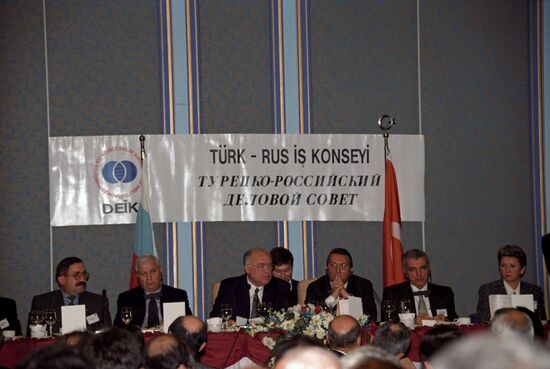 TÜRK - RUS İŞ KONSEYİ
ТУРЕЦКО-РОССИЙСКИЙ
ДЕЛОВОЙ СОВЕТ
DEİK